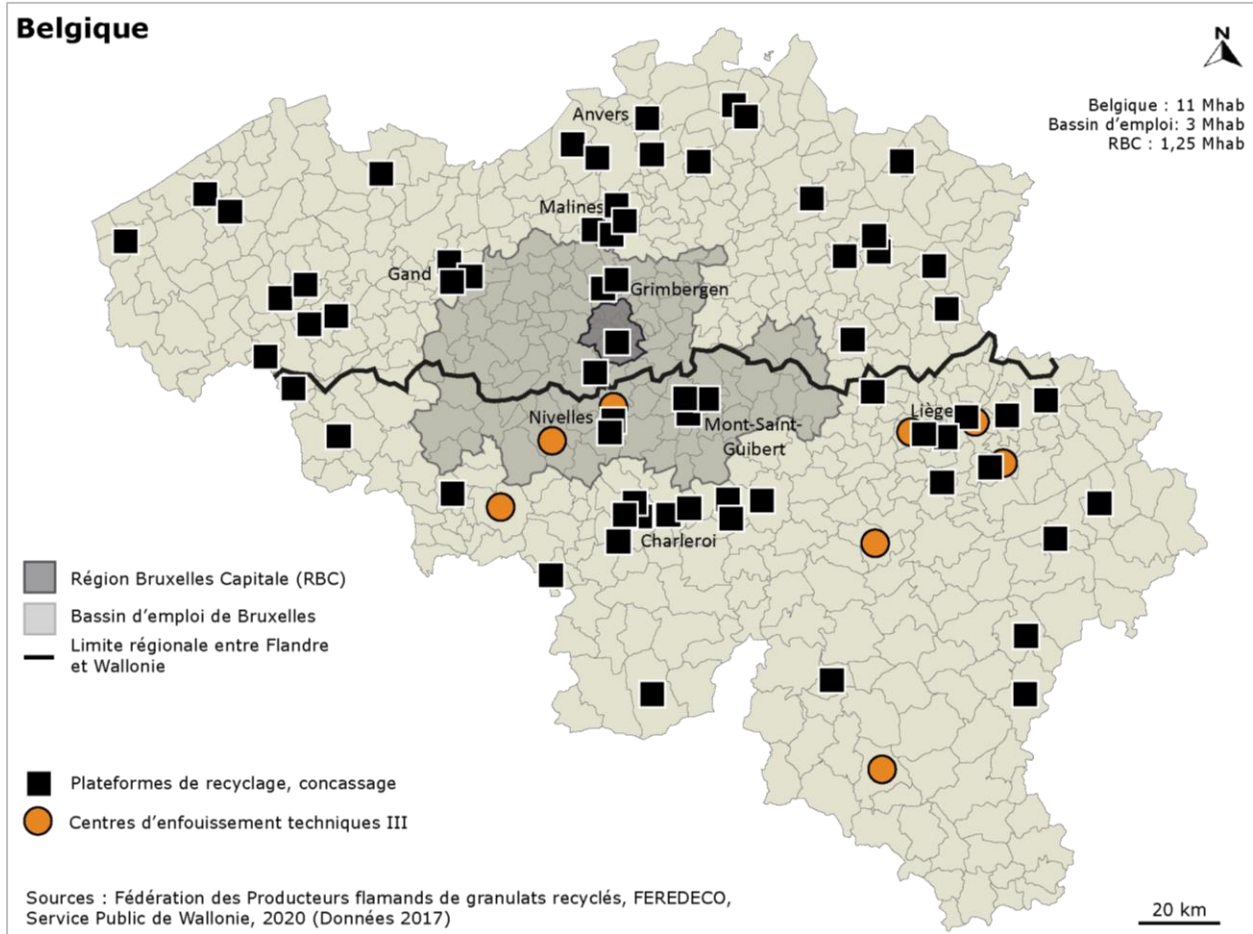 Belgique
N
Belgique : 11 Mhab
Bassin d'emploi: 3 Mhab
RBC : 1,25 Mhab
Anvers
Malines
Gand
Grimbergen
Nivelles
Liège
Mont-Saint-
Guibert
Charleroi
Région Bruxelles Capitale (RBC)
Bassin d'emploi de Bruxelles
Limite régionale entre Flandre
et Wallonie
Plateformes de recyclage, concassage
Centres d'enfouissement techniques III
Sources : Fédération des Producteurs flamands de granulats recyclés, FEREDECO,
Service Public de Wallonie, 2020 (Données 2017)
20 km